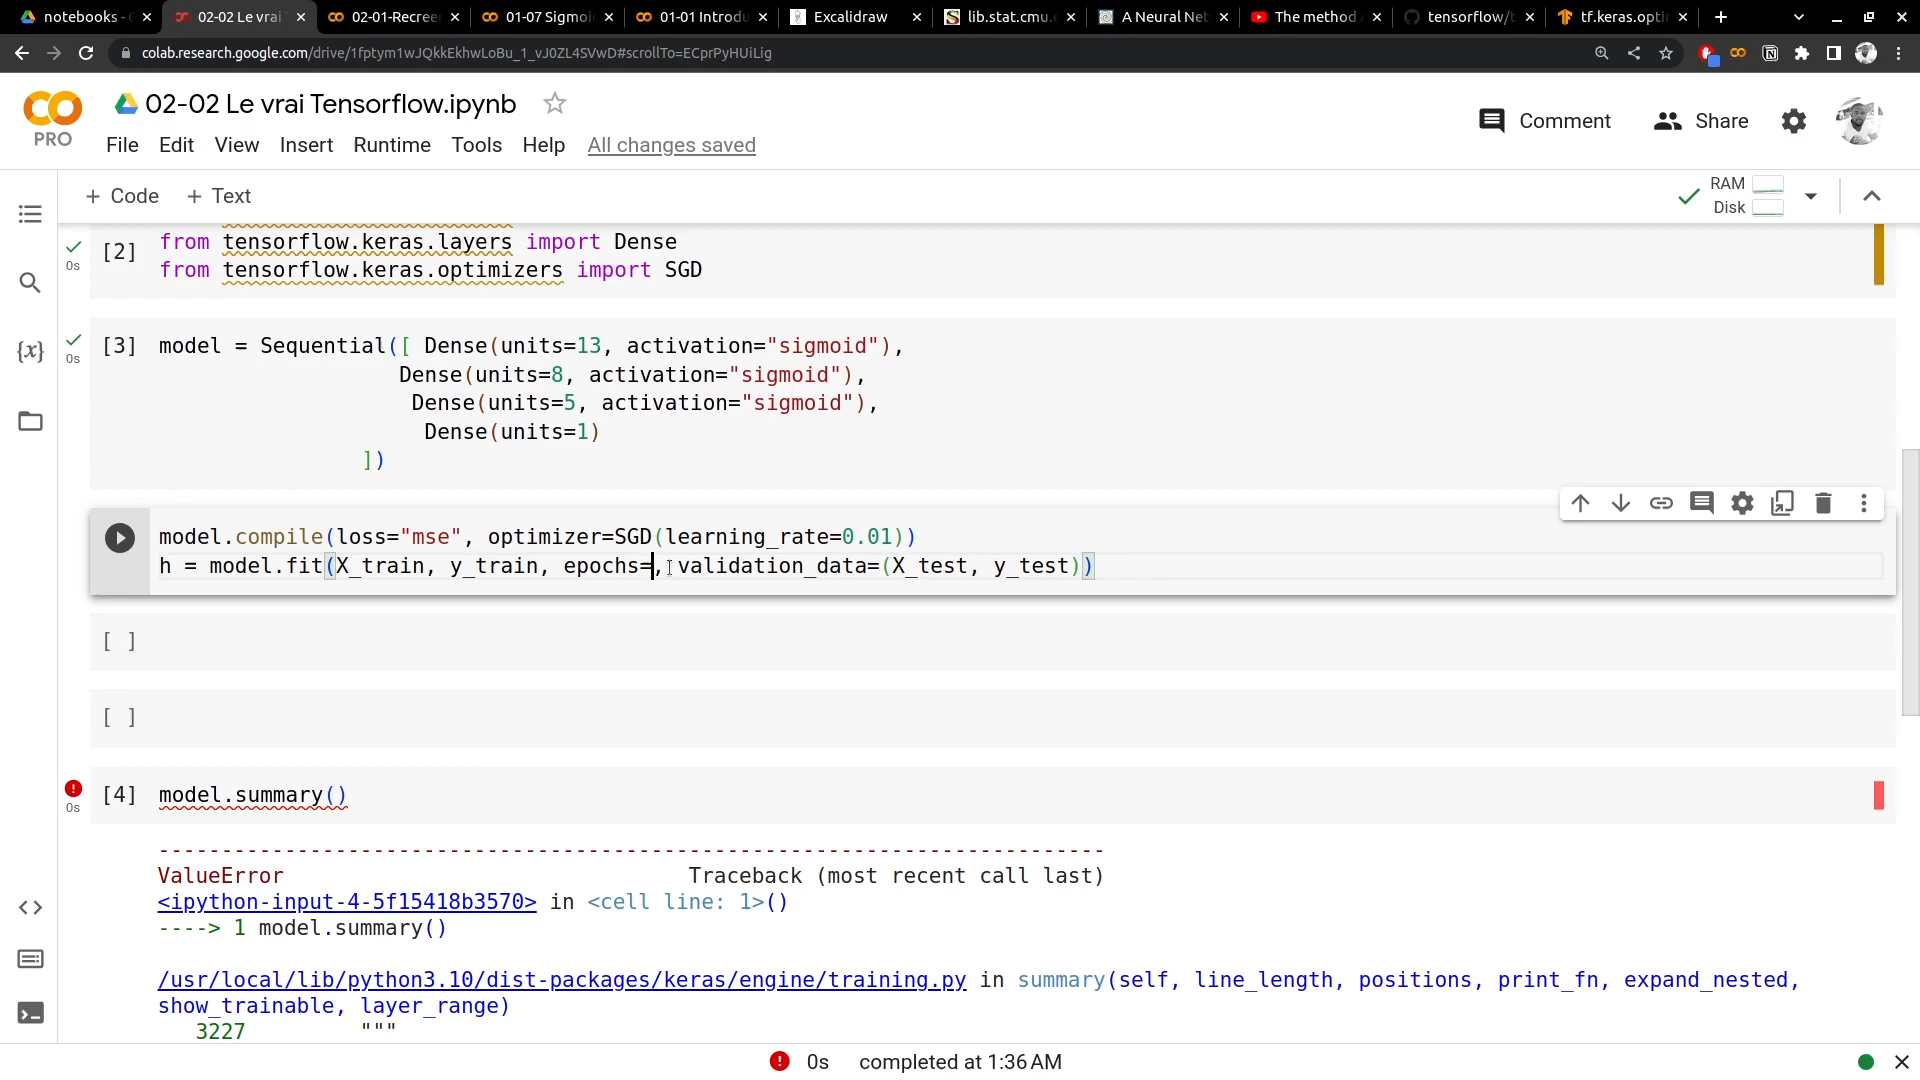 notebooks - C
02-02 Le vrai
02-01-Recree
01-07 Sigmoi
01-01 Introdu
Excalidraw
lib.stat.cmu.e
A Neural Net
The method
tensorflow/t
tf.keras.opti
colab.research.google.com/drive/1fptym1wJQkkEkhwLoBu_1_vJ0ZL4SVwD#scrollTo=ECprPyHUiLig
PRO
02-02 Le vrai Tensorflow.ipynb
File Edit View Insert Runtime Tools Help All changes saved
Comment
Share
+ Code + Text
RAM
Disk
[2]
0s
from tensorflow.keras.layers import Dense
from tensorflow.keras.optimizers import SGD
[3]
0s
model = Sequential([ Dense(units=13, activation="sigmoid"),
Dense(units=8, activation="sigmoid"),
Dense(units=5, activation="sigmoid"),
Dense(units=1)
])
model.compile(loss="mse", optimizer=SGD(learning_rate=0.01))
h = model.fit(X_train, y_train, epochs=, validation_data=(X_test, y_test))
[ ]
[ ]
[4] model.summary()
0s
---------------------------------------------------------------------------
ValueError Traceback (most recent call last)
<ipython-input-4-5f15418b3570> in <cell line: 1>()
----> 1 model.summary()
/usr/local/lib/python3.10/dist-packages/keras/engine/training.py in summary(self, line_length, positions, print_fn, expand_nested,
show_trainable, layer_range)
3227 """
0s completed at 1:36 AM